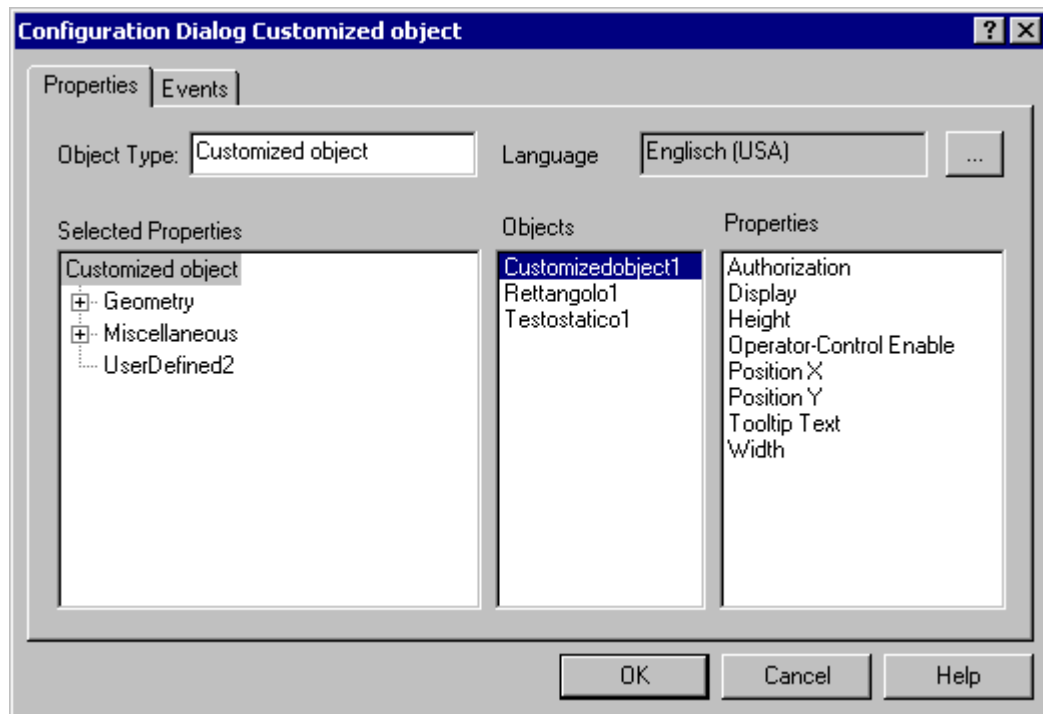 Configuration Dialog Customized object
Properties Events
Object Type: Customized object Language Englisch (USA) ...
Selected Properties Objects Properties
Customized object
Geometry
Miscellaneous
UserDefined2
Customizedobject1
Rettangolo1
Testostatico1
Authorization
Display
Height
Operator-Control Enable
Position X
Position Y
Tooltip Text
Width
OK Cancel Help